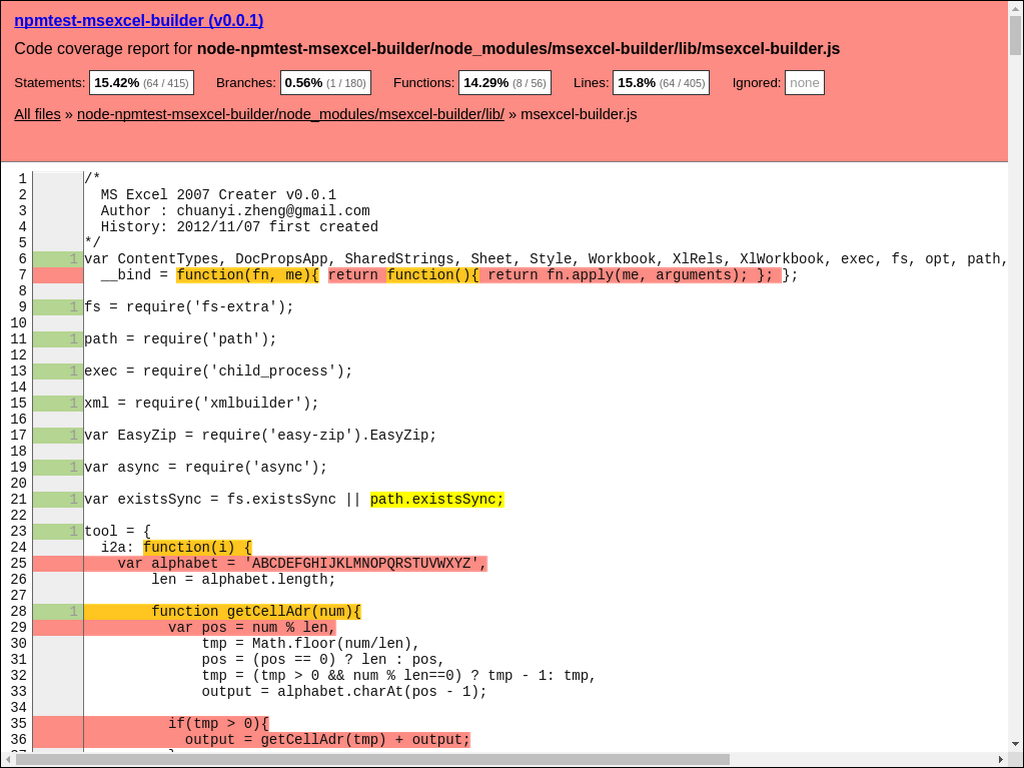 npmtest-msexcel-builder (v0.0.1)
Code coverage report for node-npmtest-msexcel-builder/node_modules/msexcel-builder/lib/msexcel-builder.js
Statements: 15.42% (64 / 415) Branches: 0.56% (1 / 180) Functions: 14.29% (8 / 56) Lines: 15.8% (64 / 405) Ignored: none
All files » node-npmtest-msexcel-builder/node_modules/msexcel-builder/lib/ » msexcel-builder.js
1 /*
2   MS Excel 2007 Creater v0.0.1
3   Author : chuanyi.zheng@gmail.com
4   History: 2012/11/07 first created
5 */
6 1 var ContentTypes, DocPropsApp, SharedStrings, Sheet, Style, Workbook, XlRels, XlWorkbook, exec, fs, opt, path,
7   __bind = function(fn, me){ return function(){ return fn.apply(me, arguments); }; };
8
9 1 fs = require('fs-extra');
10
11 1 path = require('path');
12
13 1 exec = require('child_process');
14
15 1 xml = require('xmlbuilder');
16
17 1 var EasyZip = require('easy-zip').EasyZip;
18
19 1 var async = require('async');
20
21 1 var existsSync = fs.existsSync || path.existsSync;
22
23 1 tool = {
24   i2a: function(i) {
25     var alphabet = 'ABCDEFGHIJKLMNOPQRSTUVWXYZ',
26         len = alphabet.length;
27
28 1         function getCellAdr(num){
29           var pos = num % len,
30               tmp = Math.floor(num/len),
31               pos = (pos == 0) ? len : pos,
32               tmp = (tmp > 0 && num % len==0) ? tmp - 1: tmp,
33               output = alphabet.charAt(pos - 1);
34
35           if(tmp > 0){
36             output = getCellAdr(tmp) + output;